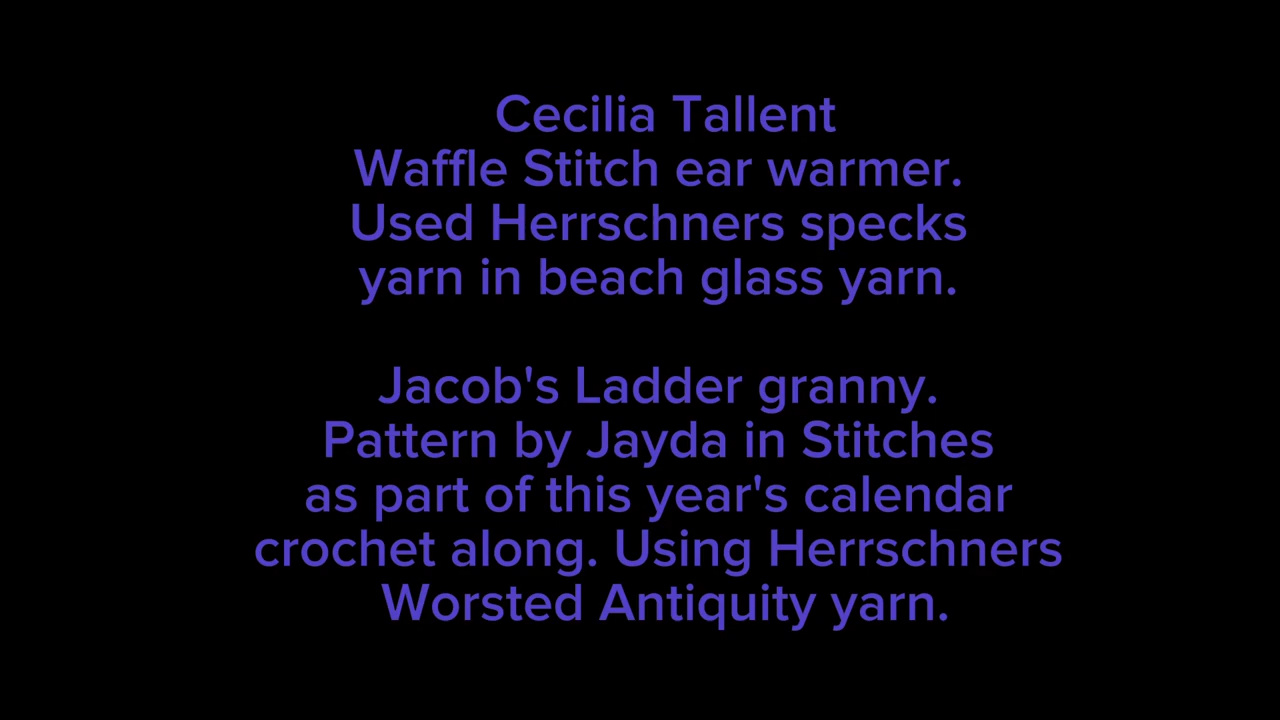 Cecilia Tallent
Waffle Stitch ear warmer.
Used Herrschners specks
yarn in beach glass yarn.
Jacob's Ladder granny.
Pattern by Jayda in Stitches
as part of this year's calendar
crochet along. Using Herrschners
Worsted Antiquity yarn.